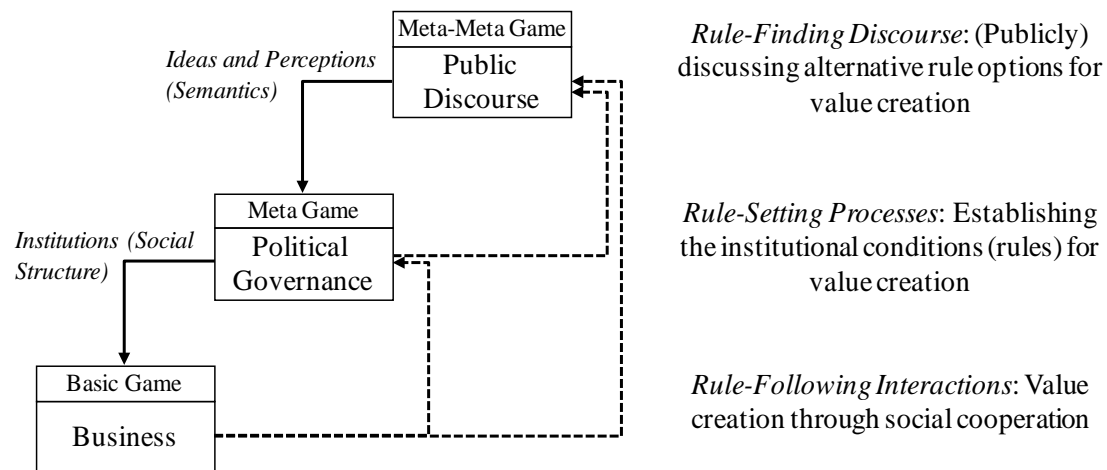 Meta-Meta Game
Public
Discourse
Ideas and Perceptions
(Semantics)
Rule-Finding Discourse: (Publicly)
discussing alternative rule options for
value creation
Meta Game
Political
Governance
Institutions (Social
Structure)
Rule-Setting Processes: Establishing
the institutional conditions (rules) for
value creation
Basic Game
Business
Rule-Following Interactions: Value
creation through social cooperation